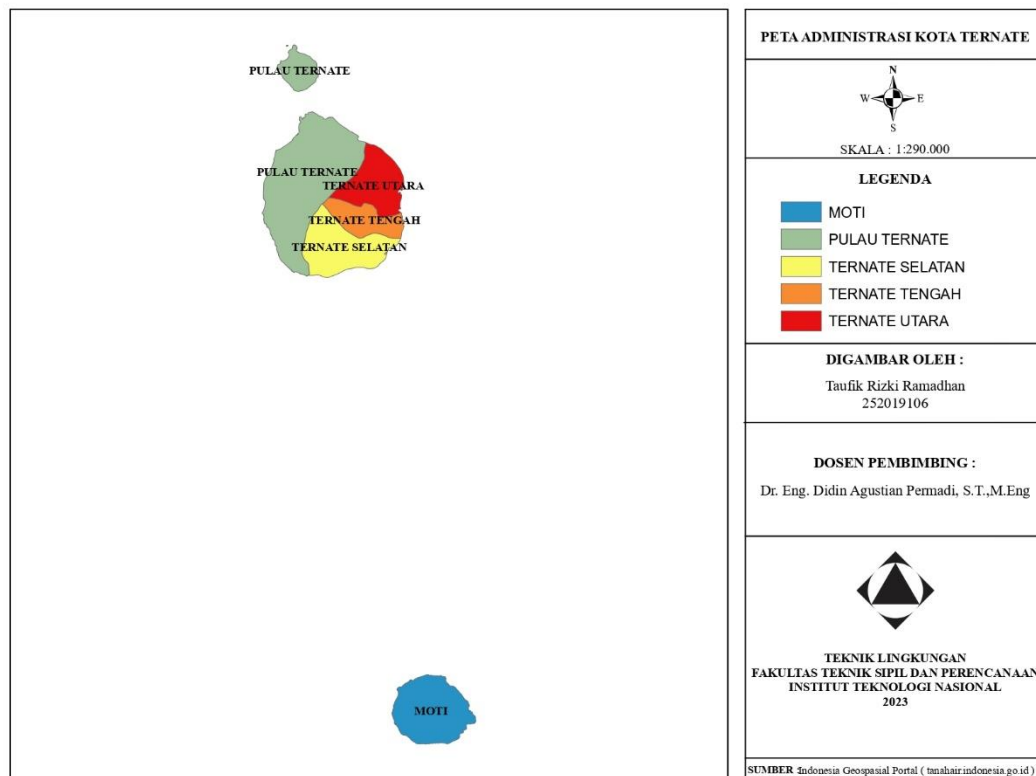 PULAU TERNATE
PULAU TERNATE
TERNATE UTARA
TERNATE TENGAH
TERNATE SELATAN
MOTI
PETA ADMINISTRASI KOTA TERNATE
N
W E
S
SKALA : 1:290.000
LEGENDA
MOTI
PULAU TERNATE
TERNATE SELATAN
TERNATE TENGAH
TERNATE UTARA
DIGAMBAR OLEH :
Taufik Rizki Ramadhan
252019106
DOSEN PEMBIMBING :
Dr. Eng. Didin Agustian Permadi, S.T.,M.Eng
TEKNIK LINGKUNGAN
FAKULTAS TEKNIK SIPIL DAN PERENCANAAN
INSTITUT TEKNOLOGI NASIONAL
2023
SUMBER :Indonesia Geospasial Portal ( tanahair.indonesia.go.id )